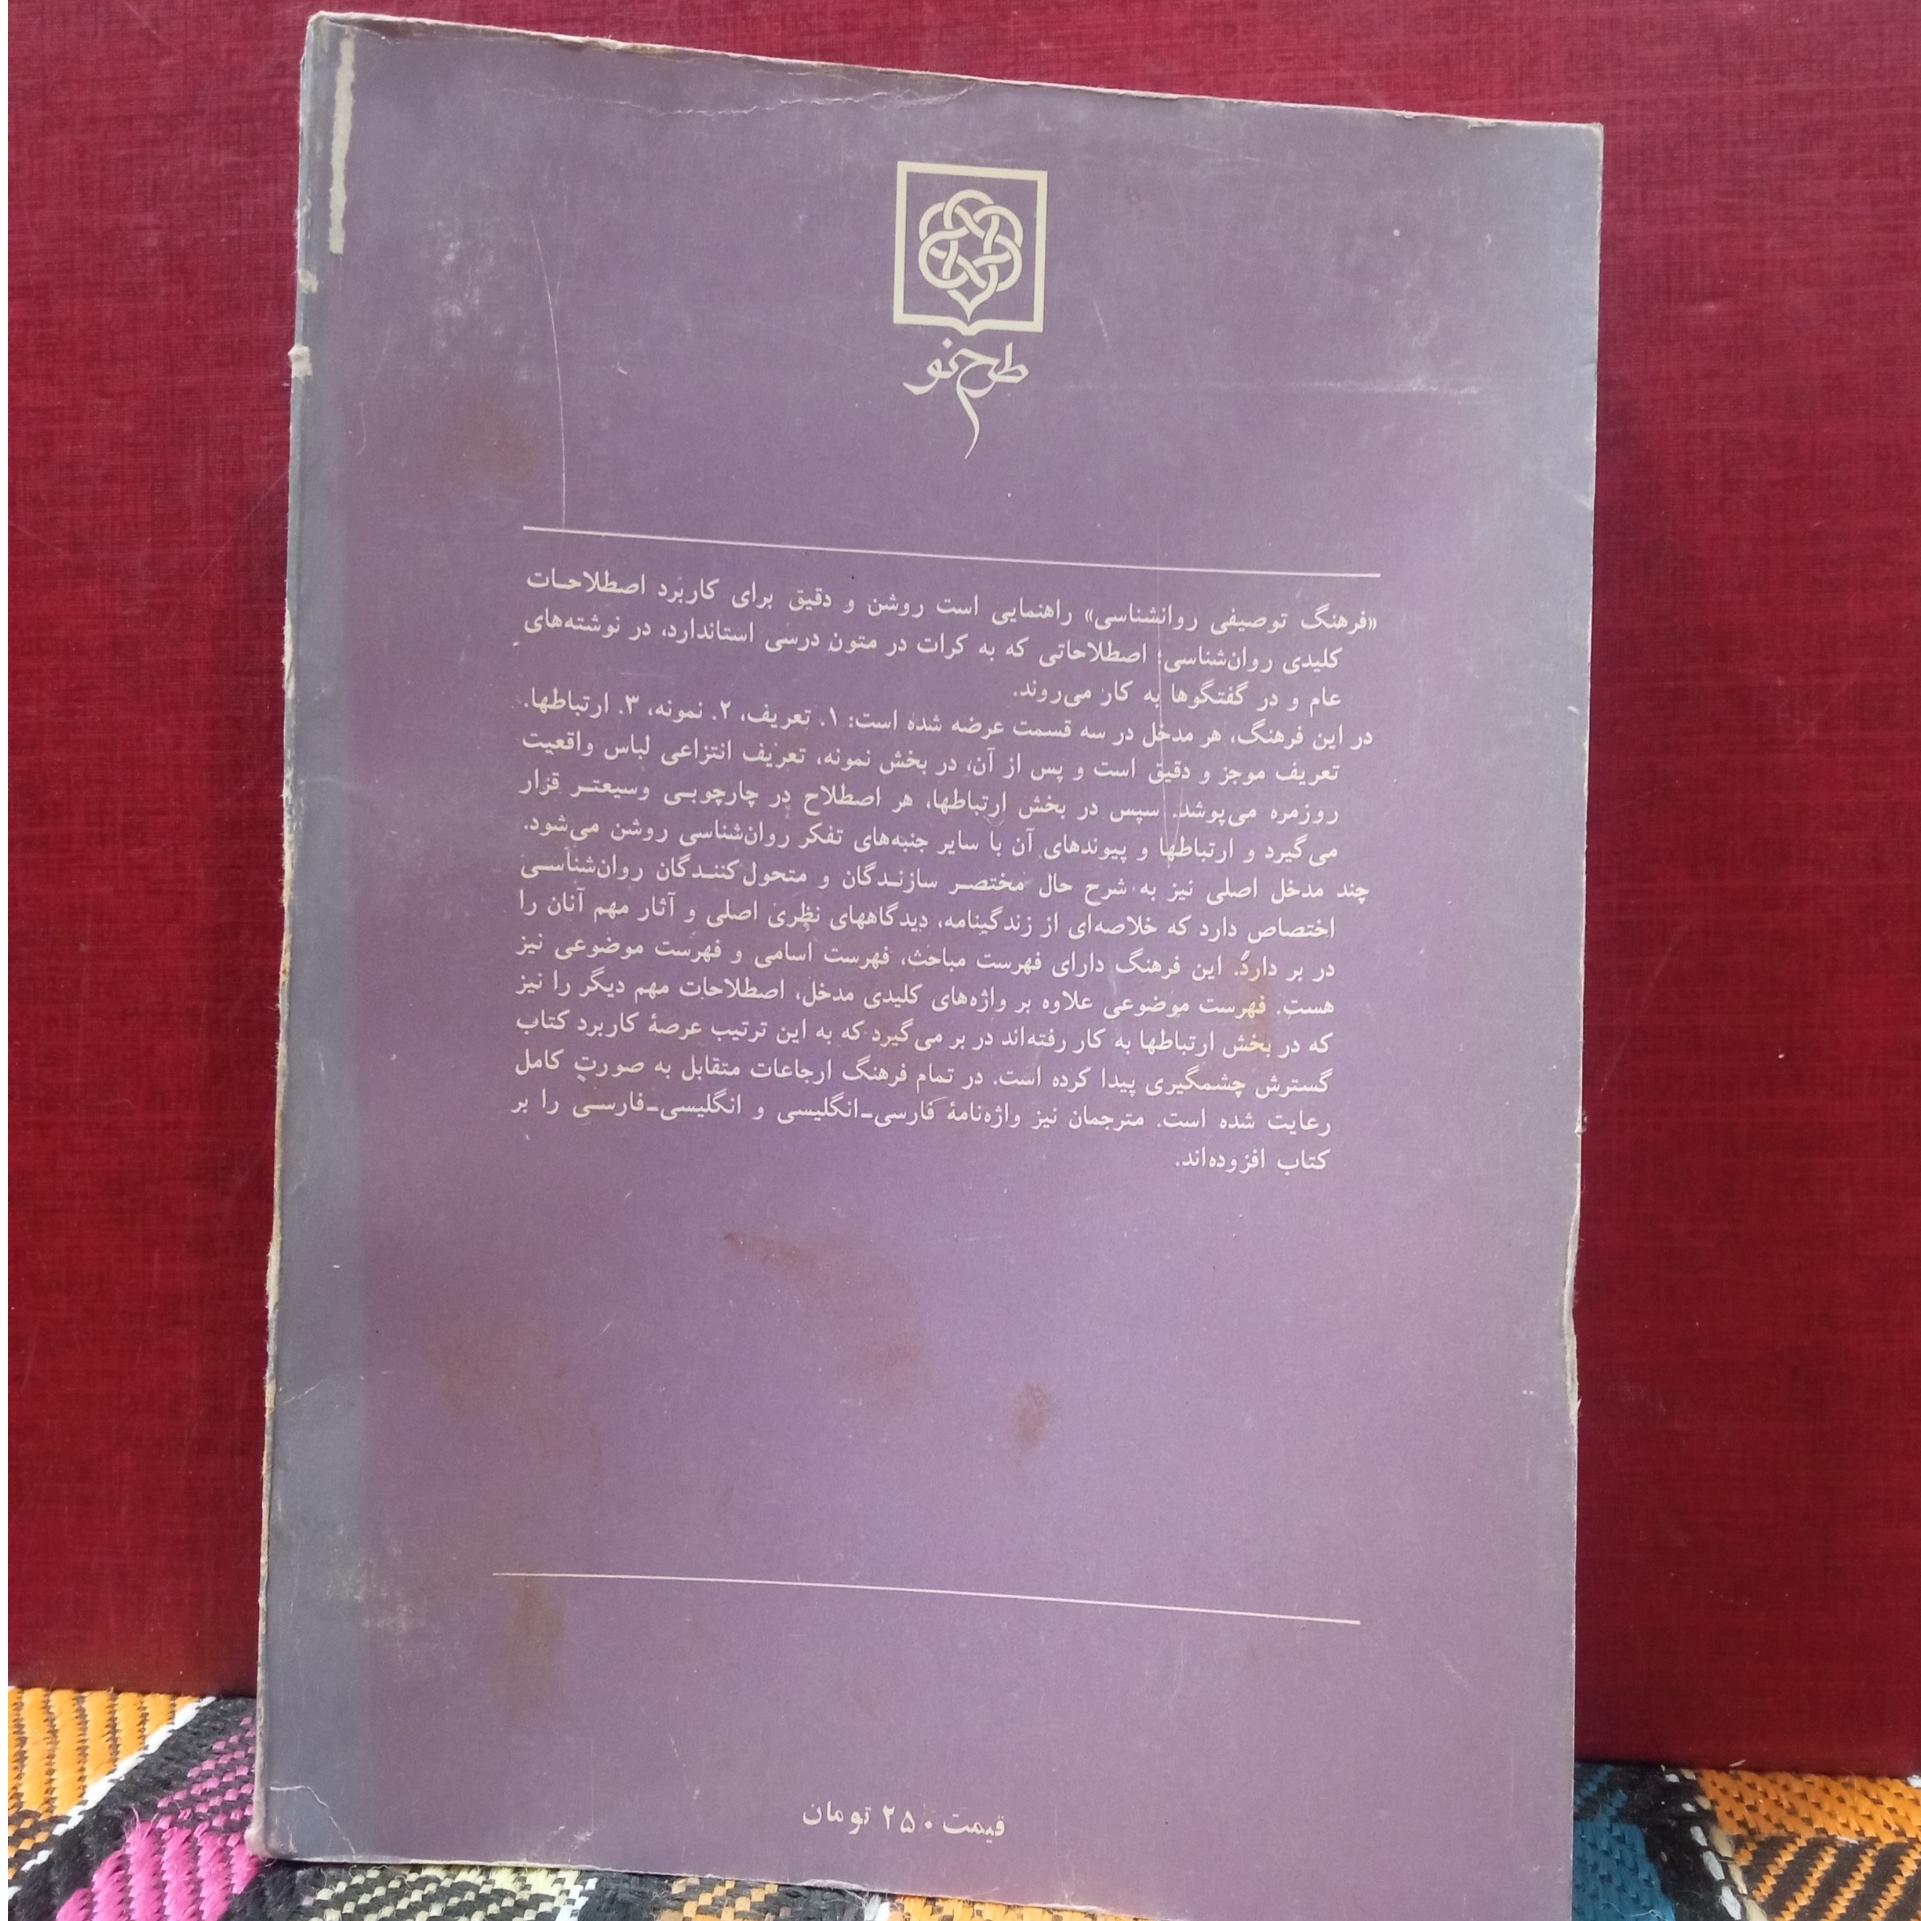 طرح نو
«فرهنگ توصیفی روانشناسی» راهنمایی است روشن و دقیق برای کاربرد اصطلاحات
کلیدی روان‌شناسی؛ اصطلاحاتی که به کرات در متون درسی استاندارد، در نوشته‌های
عام و در گفتگوها به کار می‌روند.
در این فرهنگ، هر مدخل در سه قسمت عرضه شده است: ۱. تعریف، ۲. نمونه، ۳. ارتباطها.
تعریف موجز و دقیق است و پس از آن، در بخش نمونه، تعریف انتزاعی لباس واقعیت
روزمره می‌پوشد. سپس در بخش ارتباطها، هر اصطلاح در چارچوبی وسیعتر قرار
می‌گیرد و ارتباطها و پیوندهای آن با سایر جنبه‌های تفکر روان‌شناسی روشن می‌شود.
چند مدخل اصلی نیز به شرح حال مختصر سازندگان و متحول‌کنندگان روان‌شناسی
اختصاص دارد که خلاصه‌ای از زندگینامه، دیدگاههای نظری اصلی و آثار مهم آنان را
در بر دارد. این فرهنگ دارای فهرست مباحث، فهرست اسامی و فهرست موضوعی نیز
هست. فهرست موضوعی علاوه بر واژه‌های کلیدی مدخل، اصطلاحات مهم دیگر را نیز
که در بخش ارتباطها به کار رفته‌اند در بر می‌گیرد که به این ترتیب عرصهٔ کاربرد کتاب
گسترش چشمگیری پیدا کرده است. در تمام فرهنگ ارجاعات متقابل به صورت کامل
رعایت شده است. مترجمان نیز واژه‌نامهٔ فارسی-انگلیسی و انگلیسی-فارسی را بر
کتاب افزوده‌اند.
قیمت ۲۵۰ تومان